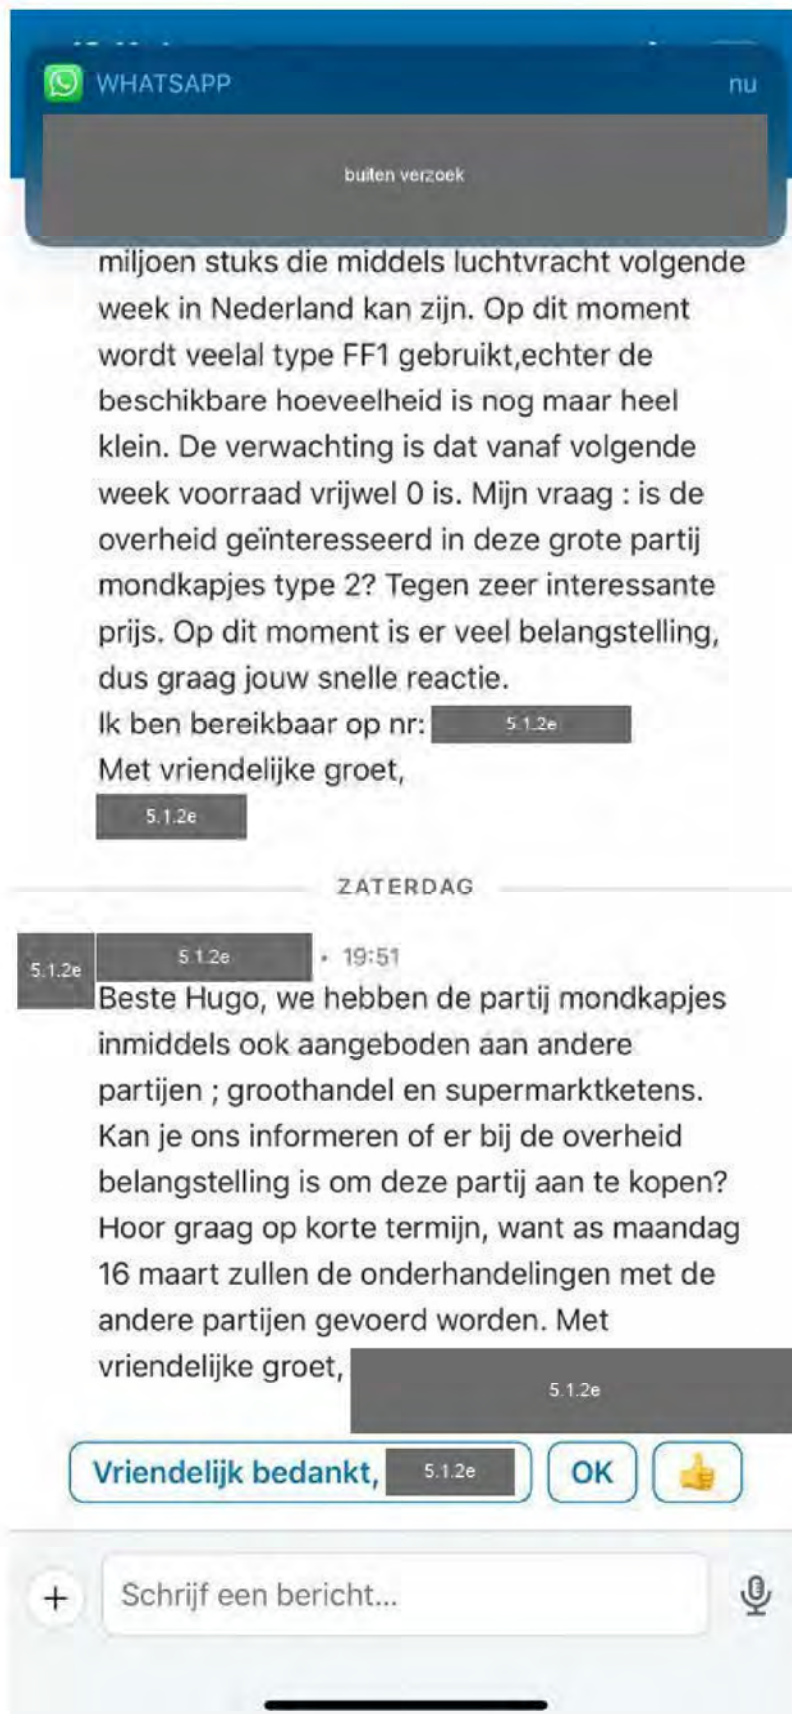 WHATSAPP nu
buiten verzoek
miljoen stuks die middels luchtvracht volgende
week in Nederland kan zijn. Op dit moment
wordt veelal type FF1 gebruikt,echter de
beschikbare hoeveelheid is nog maar heel
klein. De verwachting is dat vanaf volgende
week voorraad vrijwel 0 is. Mijn vraag : is de
overheid geïnteresseerd in deze grote partij
mondkapjes type 2? Tegen zeer interessante
prijs. Op dit moment is er veel belangstelling,
dus graag jouw snelle reactie.
Ik ben bereikbaar op nr: 5.1.2e
Met vriendelijke groet,
5.1.2e
ZATERDAG
5.1.2e 5.1.2e • 19:51
Beste Hugo, we hebben de partij mondkapjes
inmiddels ook aangeboden aan andere
partijen ; groothandel en supermarktketens.
Kan je ons informeren of er bij de overheid
belangstelling is om deze partij aan te kopen?
Hoor graag op korte termijn, want as maandag
16 maart zullen de onderhandelingen met de
andere partijen gevoerd worden. Met
vriendelijke groet, 5.1.2e
Vriendelijk bedankt, 5.1.2e OK 👍
Schrijf een bericht...